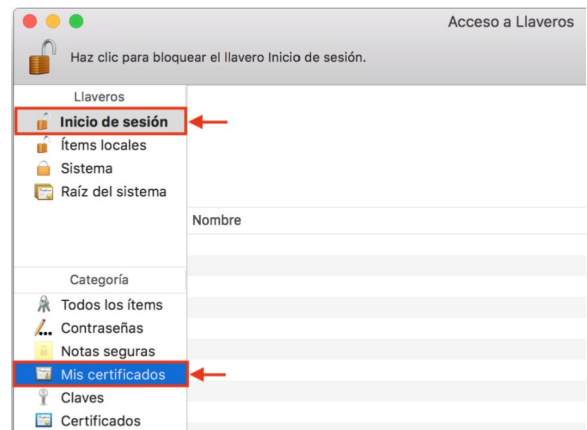 Acceso a Llaveros
Haz clic para bloquear el llavero Inicio de sesión.
Llaveros
Inicio de sesión
Ítems locales
Sistema
Raíz del sistema
Nombre
Categoría
Todos los ítems
Contraseñas
Notas seguras
Mis certificados
Claves
Certificados